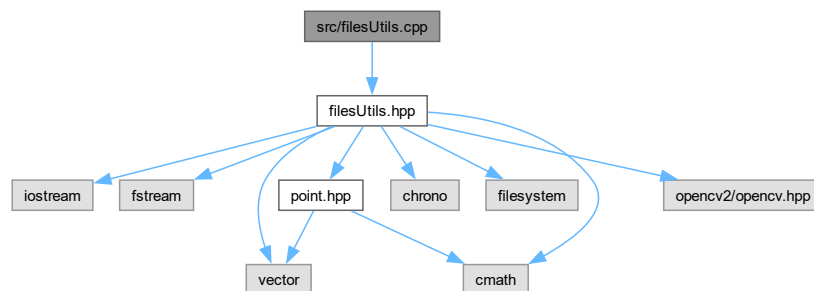 src/filesUtils.cpp
filesUtils.hpp
iostream
fstream
point.hpp
chrono
filesystem
opencv2/opencv.hpp
vector
cmath